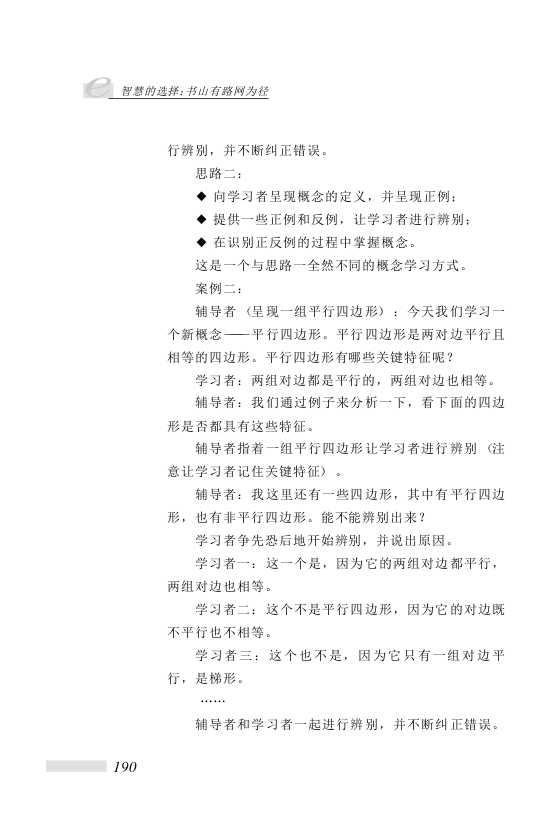 e
智慧的选择:书山有路网为径
行辨别，并不断纠正错误。
思路二：
◆ 向学习者呈现概念的定义，并呈现正例；
◆ 提供一些正例和反例，让学习者进行辨别；
◆ 在识别正反例的过程中掌握概念。
这是一个与思路一全然不同的概念学习方式。
案例二：
辅导者（呈现一组平行四边形）：今天我们学习一
个新概念——平行四边形。平行四边形是两对边平行且
相等的四边形。平行四边形有哪些关键特征呢？
学习者：两组对边都是平行的，两组对边也相等。
辅导者：我们通过例子来分析一下，看下面的四边
形是否都具有这些特征。
辅导者指着一组平行四边形让学习者进行辨别（注
意让学习者记住关键特征）。
辅导者：我这里还有一些四边形，其中有平行四边
形，也有非平行四边形。能不能辨别出来？
学习者争先恐后地开始辨别，并说出原因。
学习者一：这一个是，因为它的两组对边都平行，
两组对边也相等。
学习者二：这个不是平行四边形，因为它的对边既
不平行也不相等。
学习者三：这个也不是，因为它只有一组对边平
行，是梯形。
……
辅导者和学习者一起进行辨别，并不断纠正错误。
190